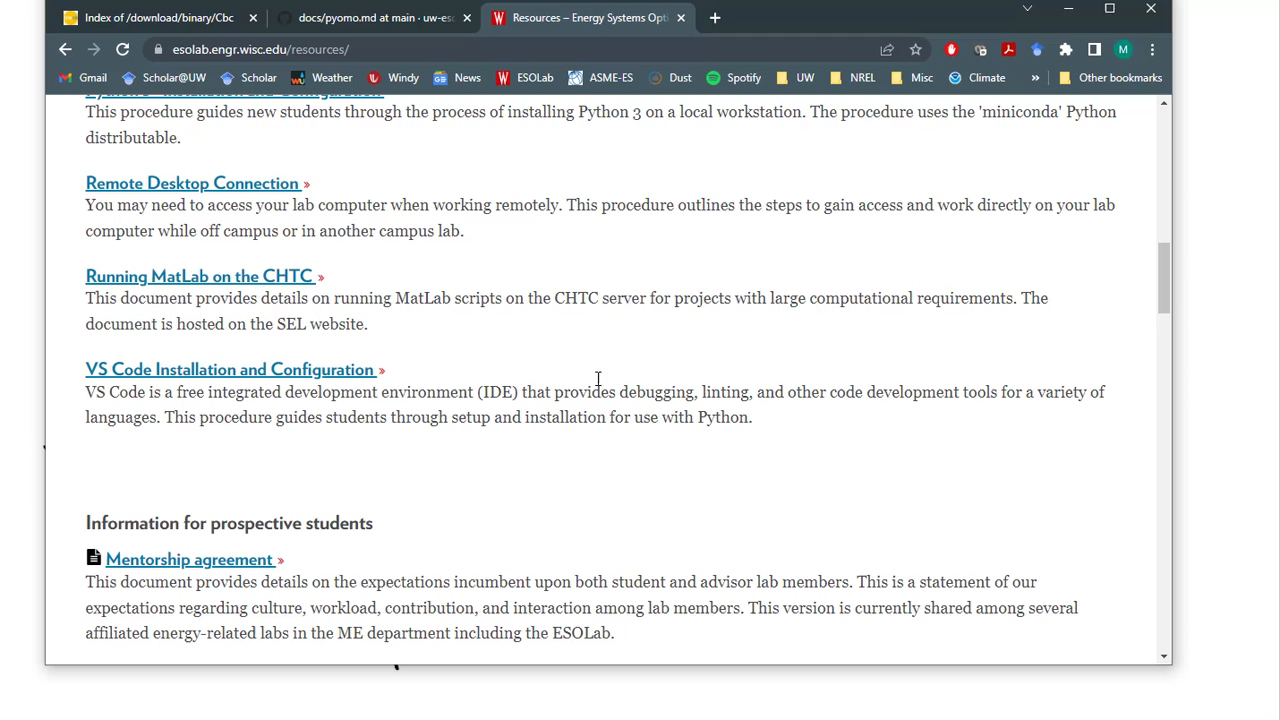 Index of /download/binary/Cbc
docs/pyomo.md at main · uw-es
Resources – Energy Systems Opti
esolab.engr.wisc.edu/resources/
Gmail Scholar@UW Scholar Weather Windy News ESOLab ASME-ES Dust Spotify UW NREL Misc Climate » Other bookmarks
This procedure guides new students through the process of installing Python 3 on a local workstation. The procedure uses the 'miniconda' Python
distributable.
Remote Desktop Connection »
You may need to access your lab computer when working remotely. This procedure outlines the steps to gain access and work directly on your lab
computer while off campus or in another campus lab.
Running MatLab on the CHTC »
This document provides details on running MatLab scripts on the CHTC server for projects with large computational requirements. The
document is hosted on the SEL website.
VS Code Installation and Configuration »
VS Code is a free integrated development environment (IDE) that provides debugging, linting, and other code development tools for a variety of
languages. This procedure guides students through setup and installation for use with Python.
Information for prospective students
Mentorship agreement »
This document provides details on the expectations incumbent upon both student and advisor lab members. This is a statement of our
expectations regarding culture, workload, contribution, and interaction among lab members. This version is currently shared among several
affiliated energy-related labs in the ME department including the ESOLab.